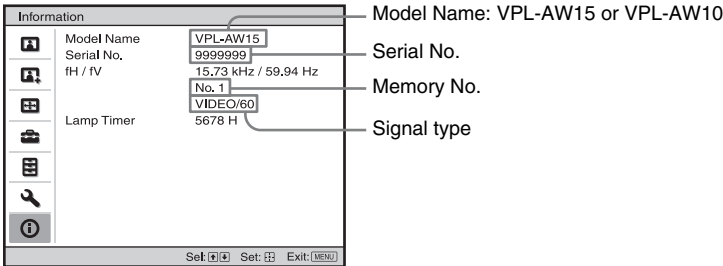 Information
Model Name VPL-AW15
Serial No. 9999999
fH / fV 15.73 kHz / 59.94 Hz
No. 1
VIDEO/60
Lamp Timer 5678 H
Sel: Set: Exit: MENU
Model Name: VPL-AW15 or VPL-AW10
Serial No.
Memory No.
Signal type